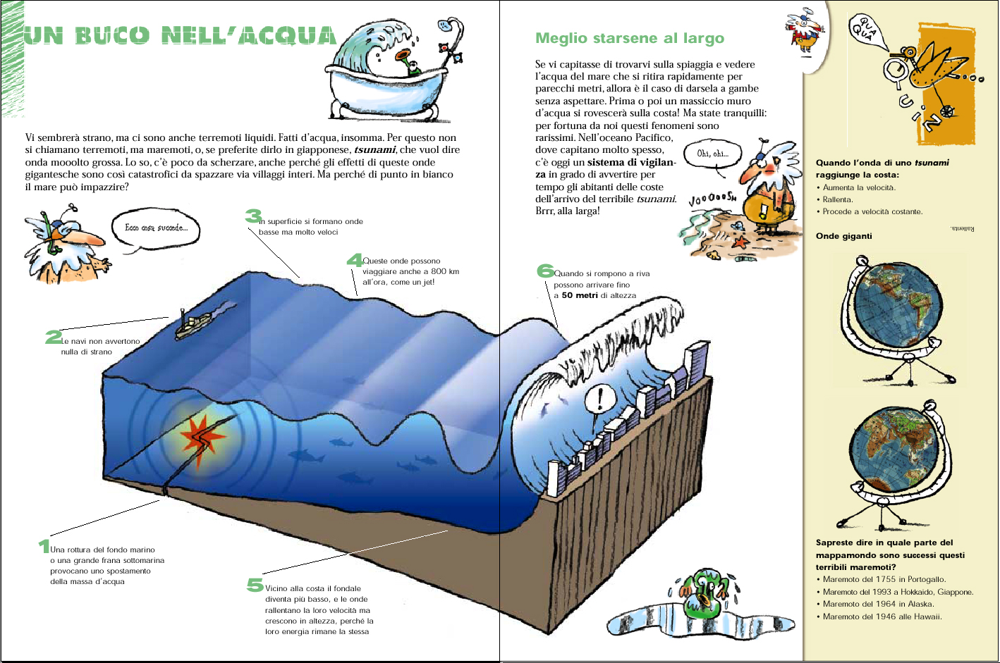 UN BUCO NELL'ACQUA
Vi sembrerà strano, ma ci sono anche terremoti liquidi. Fatti d'acqua, insomma. Per questo non
si chiamano terremoti, ma maremoti, o, se preferite dirlo in giapponese, tsunami, che vuol dire
onda mooolto grossa. Lo so, c'è poco da scherzare, anche perché gli effetti di queste onde
gigantesche sono così catastrofici da spazzare via villaggi interi. Ma perché di punto in bianco
il mare può impazzire?
Ecco cosa succede...
3
In superficie si formano onde
basse ma molto veloci
4
Queste onde possono
viaggiare anche a 800 km
all'ora, come un jet!
2
Le navi non avvertono
nulla di strano
1
Una rottura del fondo marino
o una grande frana sottomarina
provocano uno spostamento
della massa d'acqua
5
Vicino alla costa il fondale
diventa più basso, e le onde
rallentano la loro velocità ma
crescono in altezza, perché la
loro energia rimane la stessa
Meglio starsene al largo
Se vi capitasse di trovarvi sulla spiaggia e vedere
l'acqua del mare che si ritira rapidamente per
parecchi metri, allora è il caso di darsela a gambe
senza aspettare. Prima o poi un massiccio muro
d'acqua si rovescerà sulla costa! Ma state tranquilli:
per fortuna da noi questi fenomeni sono
rarissimi. Nell'oceano Pacifico,
dove capitano molto spesso,
c'è oggi un sistema di vigilan-
za in grado di avvertire per
tempo gli abitanti delle coste
dell'arrivo del terribile tsunami.
Brrr, alla larga!
Ohi, ohi...
VOOOOOSH
6
Quando si rompono a riva
possono arrivare fino
a 50 metri di altezza
!
QUA
QUA
QUIZ
Quando l'onda di uno tsunami
raggiunge la costa:
• Aumenta la velocità.
• Rallenta.
• Procede a velocità costante.
Rallenta.
Onde giganti
Sapreste dire in quale parte del
mappamondo sono successi questi
terribili maremoti?
• Maremoto del 1755 in Portogallo.
• Maremoto del 1993 a Hokkaido, Giappone.
• Maremoto del 1964 in Alaska.
• Maremoto del 1946 alle Hawaii.